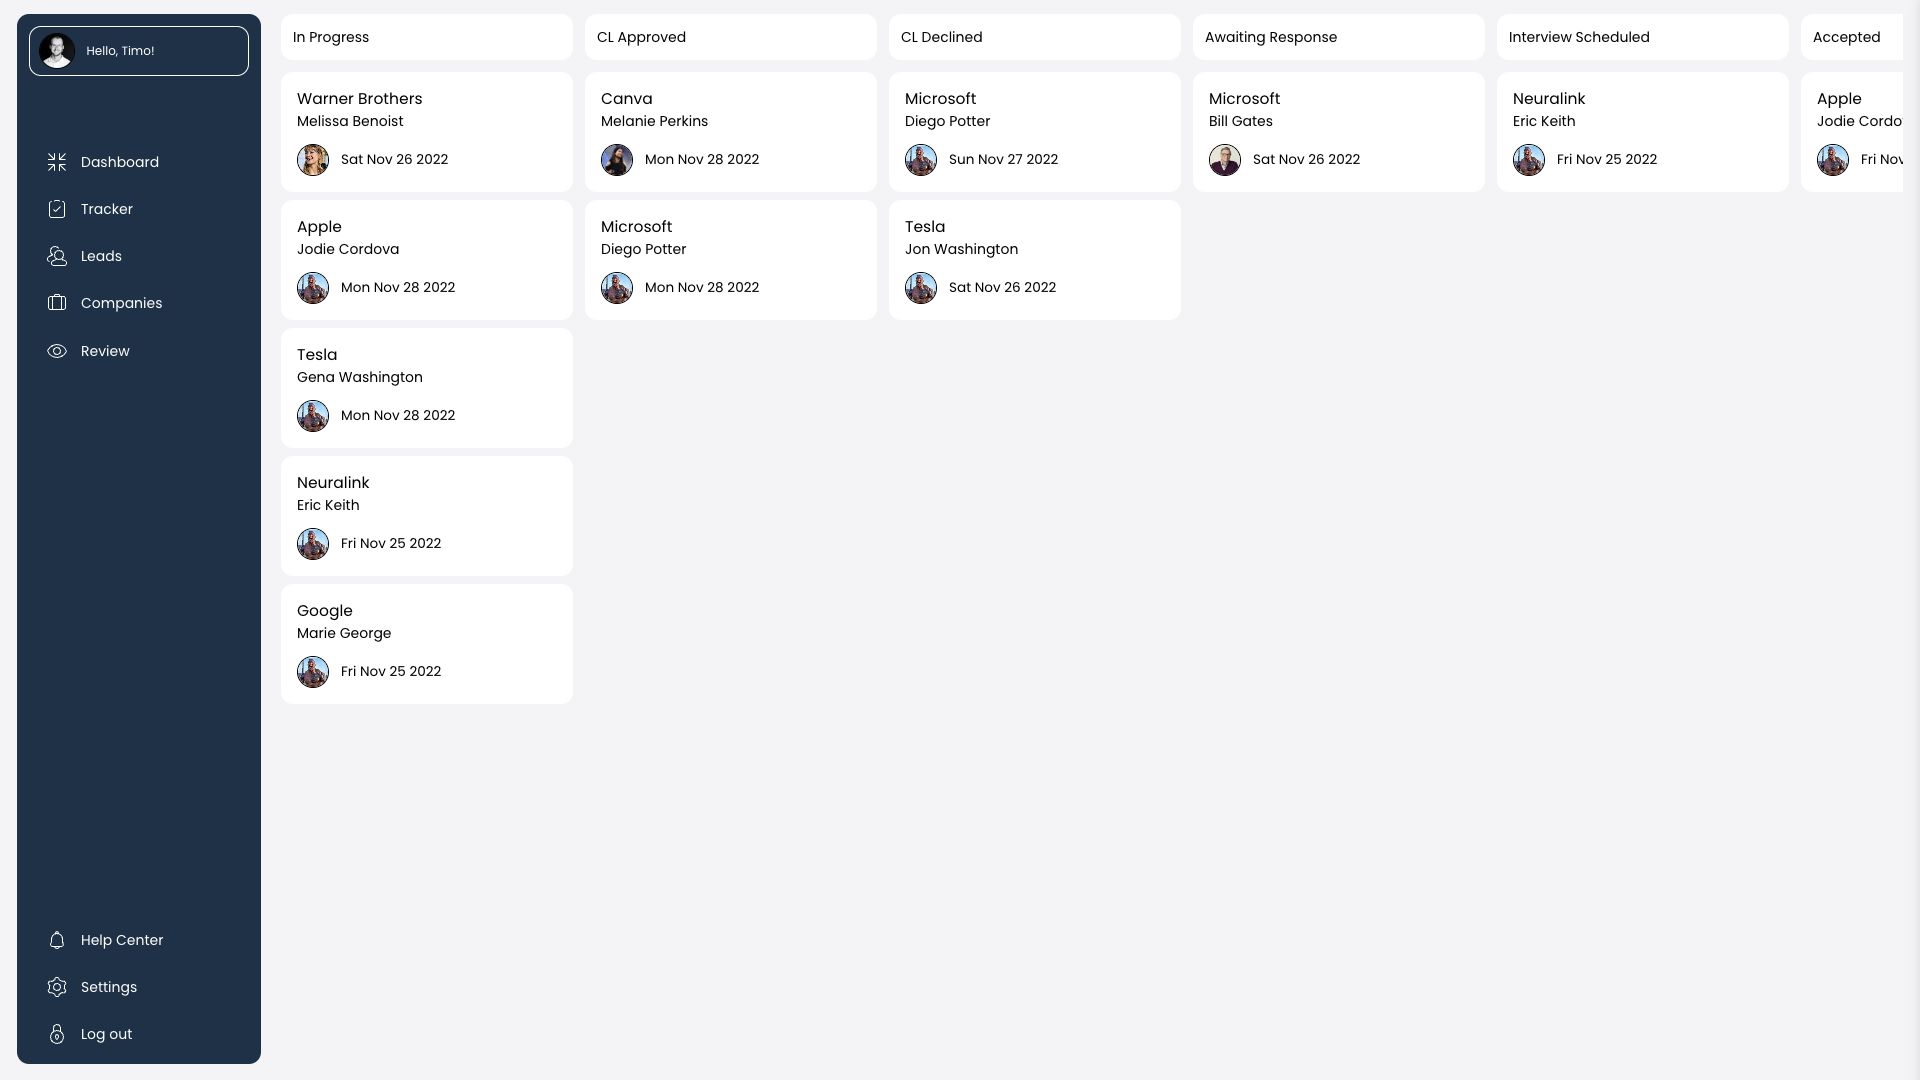 Hello, Timo!
Dashboard
Tracker
Leads
Companies
Review
Help Center
Settings
Log out
In Progress
Warner Brothers
Melissa Benoist
Sat Nov 26 2022
Apple
Jodie Cordova
Mon Nov 28 2022
Tesla
Gena Washington
Mon Nov 28 2022
Neuralink
Eric Keith
Fri Nov 25 2022
Google
Marie George
Fri Nov 25 2022
CL Approved
Canva
Melanie Perkins
Mon Nov 28 2022
Microsoft
Diego Potter
Mon Nov 28 2022
CL Declined
Microsoft
Diego Potter
Sun Nov 27 2022
Tesla
Jon Washington
Sat Nov 26 2022
Awaiting Response
Microsoft
Bill Gates
Sat Nov 26 2022
Interview Scheduled
Neuralink
Eric Keith
Fri Nov 25 2022
Accepted
Apple
Jodie Cordo
Fri Nov